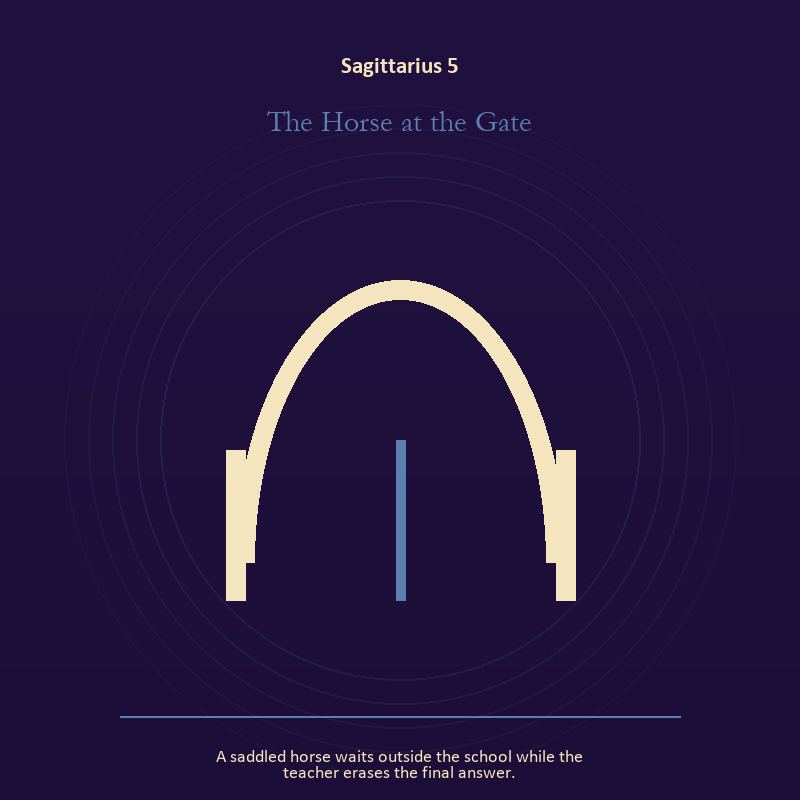 Sagittarius 5
The Horse at the Gate
A saddled horse waits outside the school while the
teacher erases the final answer.